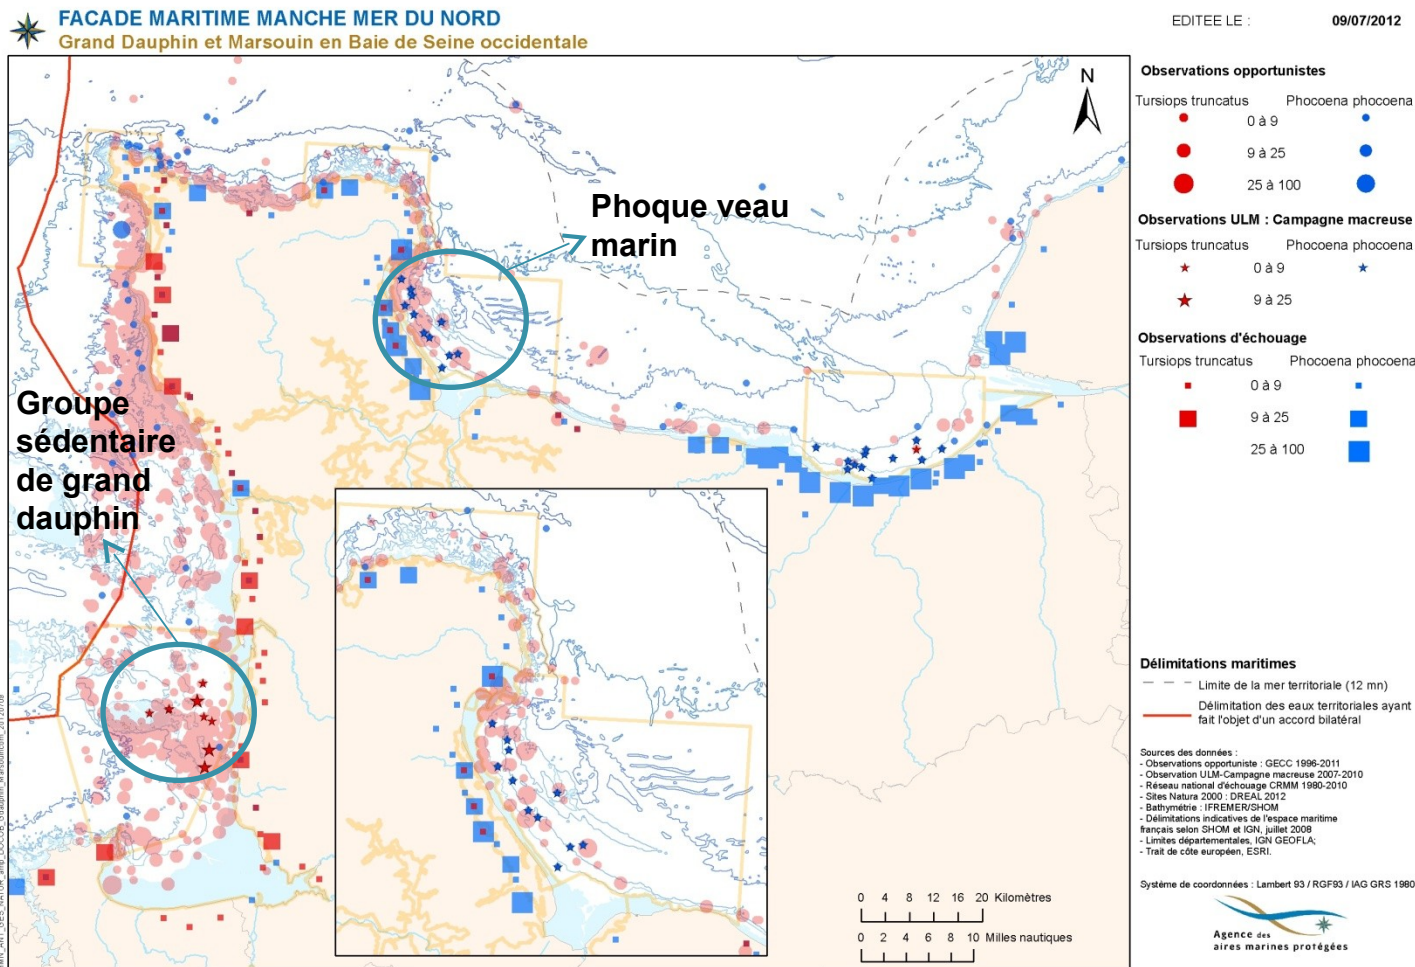 FACADE MARITIME MANCHE MER DU NORD
Grand Dauphin et Marsouin en Baie de Seine occidentale
EDITEE LE : 09/07/2012
N
Phoque veau
marin
Groupe
sédentaire
de grand
dauphin
Observations opportunistes
Tursiops truncatus Phocoena phocoena
0 à 9
9 à 25
25 à 100
Observations ULM : Campagne macreuse
Tursiops truncatus Phocoena phocoena
0 à 9
9 à 25
Observations d'échouage
Tursiops truncatus Phocoena phocoena
0 à 9
9 à 25
25 à 100
Délimitations maritimes
Limite de la mer territoriale (12 mn)
Délimitation des eaux territoriales ayant
fait l'objet d'un accord bilatéral
Sources des données :
- Observations opportuniste : GECC 1996-2011
- Observation ULM-Campagne macreuse 2007-2010
- Réseau national d'échouage CRMM 1980-2010
- Sites Natura 2000 : DREAL 2012
- Bathymétrie : IFREMER/SHOM
- Délimitations indicatives de l'espace maritime
français selon SHOM et IGN, juillet 2008
- Limites départementales, IGN GEOFLA;
- Trait de côte européen, ESRI.
Système de coordonnées : Lambert 93 / RGF93 / IAG GRS 1980
0 4 8 12 16 20 Kilomètres
0 2 4 6 8 10 Milles nautiques
Agence des
aires marines protégées